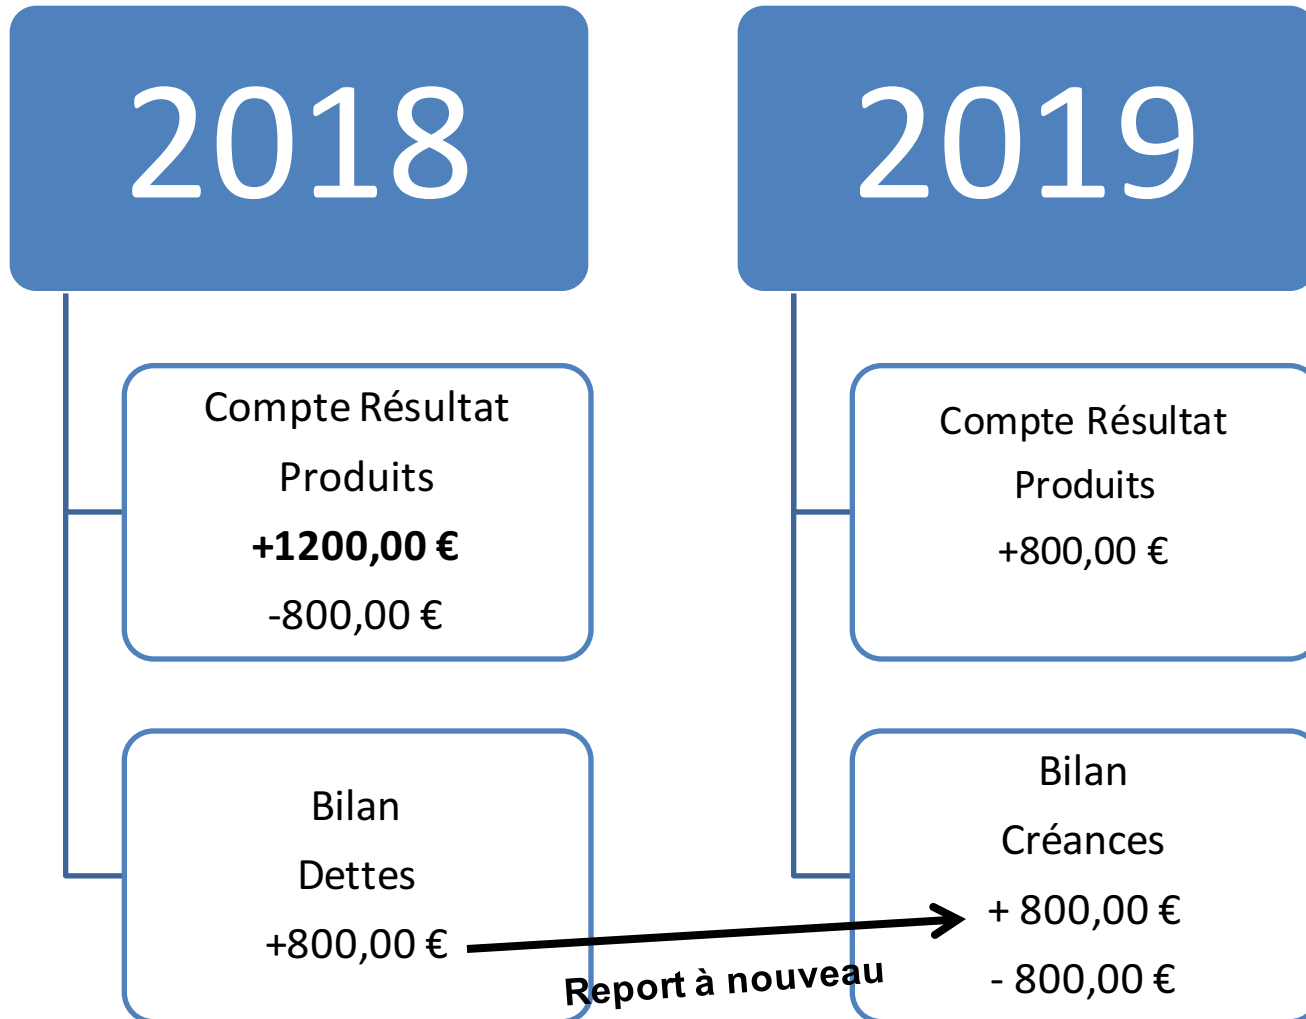 2018
Compte Résultat
Produits
+1200,00 €
-800,00 €
Bilan
Dettes
+800,00 €
Report à nouveau
2019
Compte Résultat
Produits
+800,00 €
Bilan
Créances
+ 800,00 €
- 800,00 €